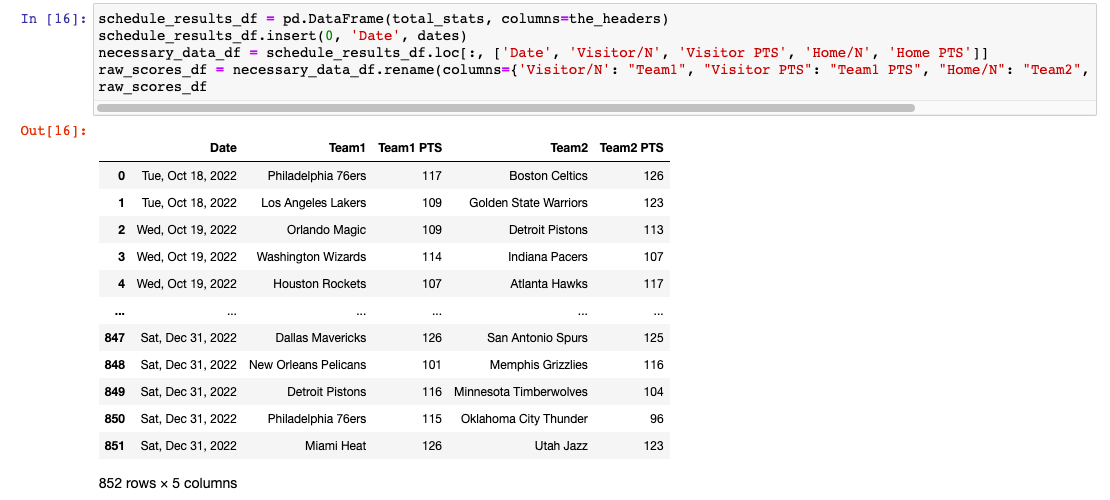 In [16]: schedule_results_df = pd.DataFrame(total_stats, columns=the_headers)
schedule_results_df.insert(0, 'Date', dates)
necessary_data_df = schedule_results_df.loc[:, ['Date', 'Visitor/N', 'Visitor PTS', 'Home/N', 'Home PTS']]
raw_scores_df = necessary_data_df.rename(columns={'Visitor/N': "Team1", "Visitor PTS": "Team1 PTS", "Home/N": "Team2",
raw_scores_df
Out[16]:
Date Team1 Team1 PTS Team2 Team2 PTS
0 Tue, Oct 18, 2022 Philadelphia 76ers 117 Boston Celtics 126
1 Tue, Oct 18, 2022 Los Angeles Lakers 109 Golden State Warriors 123
2 Wed, Oct 19, 2022 Orlando Magic 109 Detroit Pistons 113
3 Wed, Oct 19, 2022 Washington Wizards 114 Indiana Pacers 107
4 Wed, Oct 19, 2022 Houston Rockets 107 Atlanta Hawks 117
... ... ... ... ... ...
847 Sat, Dec 31, 2022 Dallas Mavericks 126 San Antonio Spurs 125
848 Sat, Dec 31, 2022 New Orleans Pelicans 101 Memphis Grizzlies 116
849 Sat, Dec 31, 2022 Detroit Pistons 116 Minnesota Timberwolves 104
850 Sat, Dec 31, 2022 Philadelphia 76ers 115 Oklahoma City Thunder 96
851 Sat, Dec 31, 2022 Miami Heat 126 Utah Jazz 123
852 rows × 5 columns